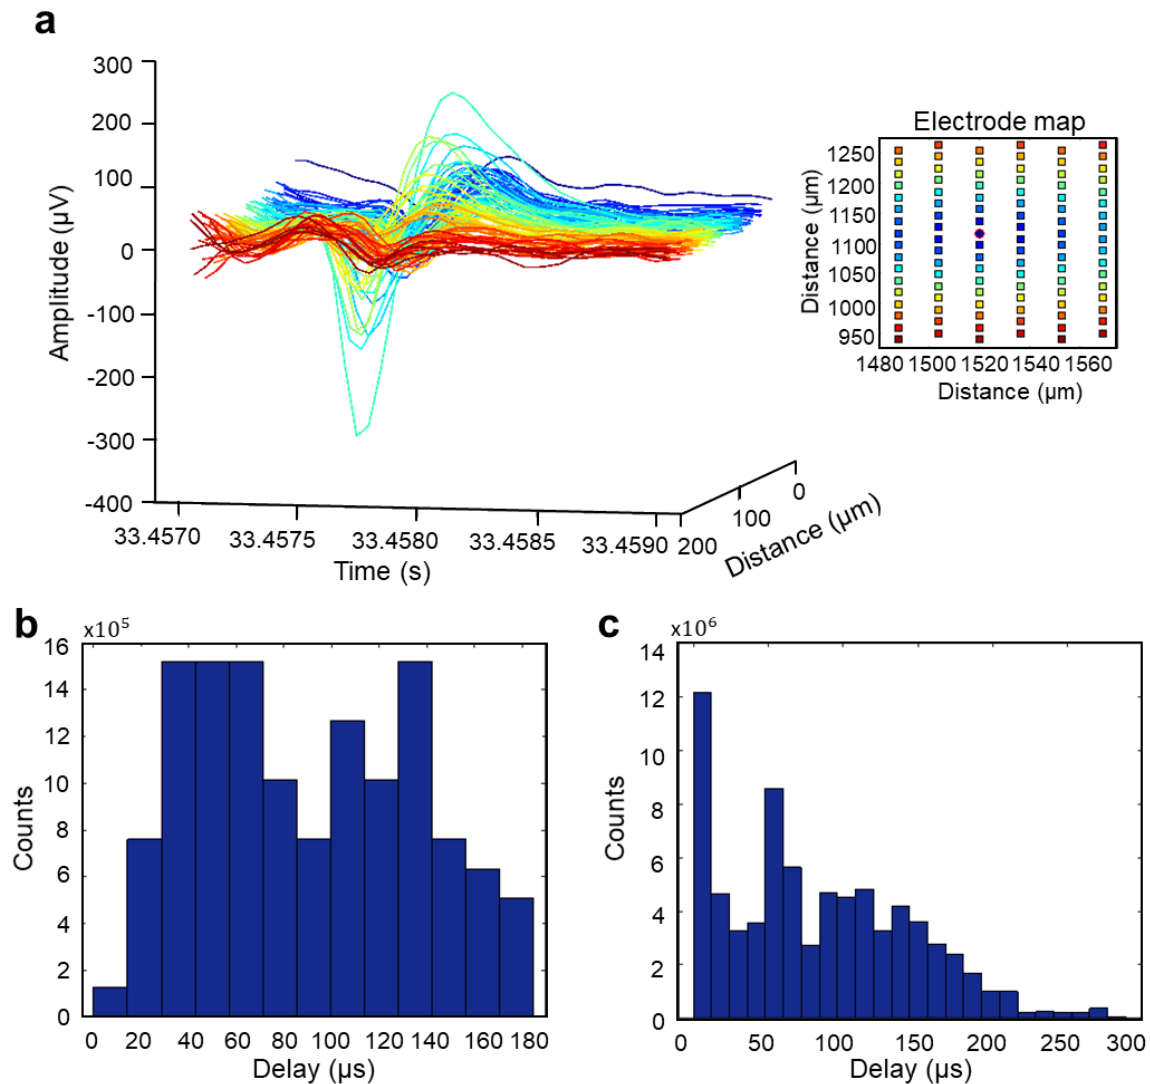 a
300
200
100
0
-100
-200
-300
-400
Amplitude (µV)
33.4570 33.4575 33.4580 33.4585 33.4590
Time (s)
200 100 0
Distance (µm)
Electrode map
1250
1200
1150
1100
1050
1000
950
Distance (µm)
1480 1500 1520 1540 1560
Distance (µm)
b
x10⁵
16
14
12
10
8
6
4
2
0
Counts
0 20 40 60 80 100 120 140 160 180
Delay (µs)
c
x10⁶
14
12
10
8
6
4
2
0
Counts
0 50 100 150 200 250 300
Delay (µs)